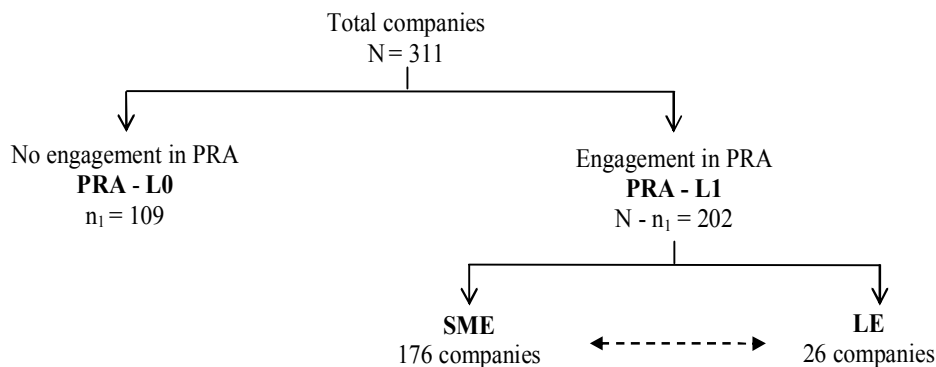 Total companies
N = 311
No engagement in PRA
PRA - L0
n₁ = 109
Engagement in PRA
PRA - L1
N - n₁ = 202
SME
176 companies
LE
26 companies